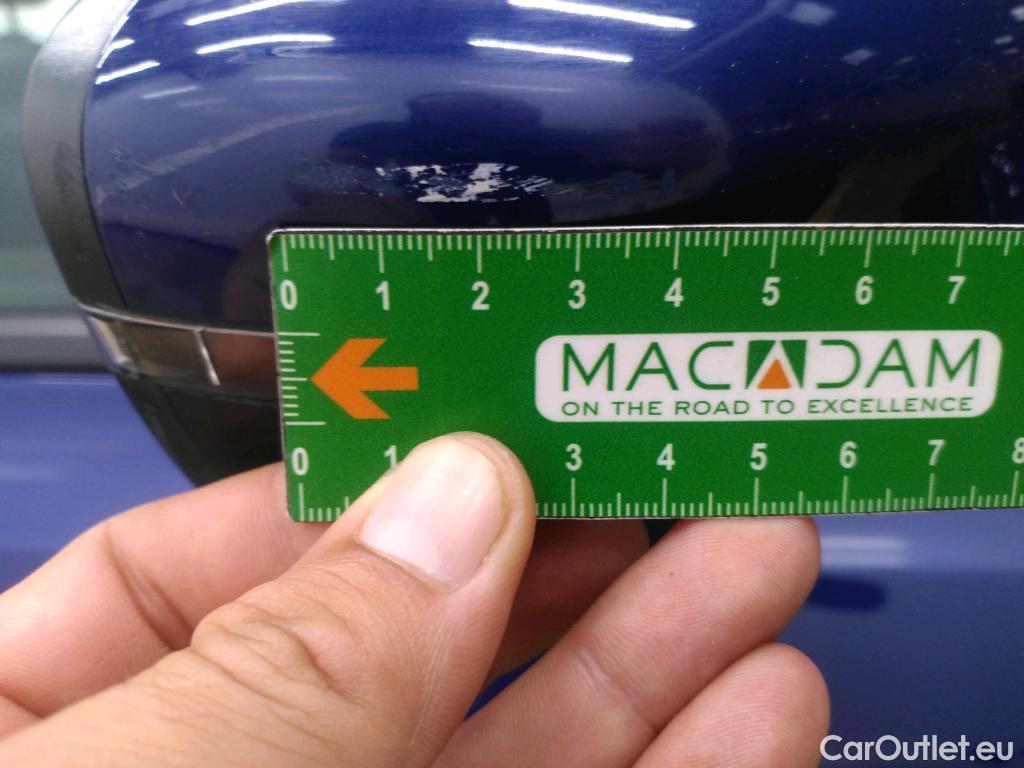 0 1 2 3 4 5 6 7
MACADAM
ON THE ROAD TO EXCELLENCE
0 1 3 4 5 6 7 8
CarOutlet.eu